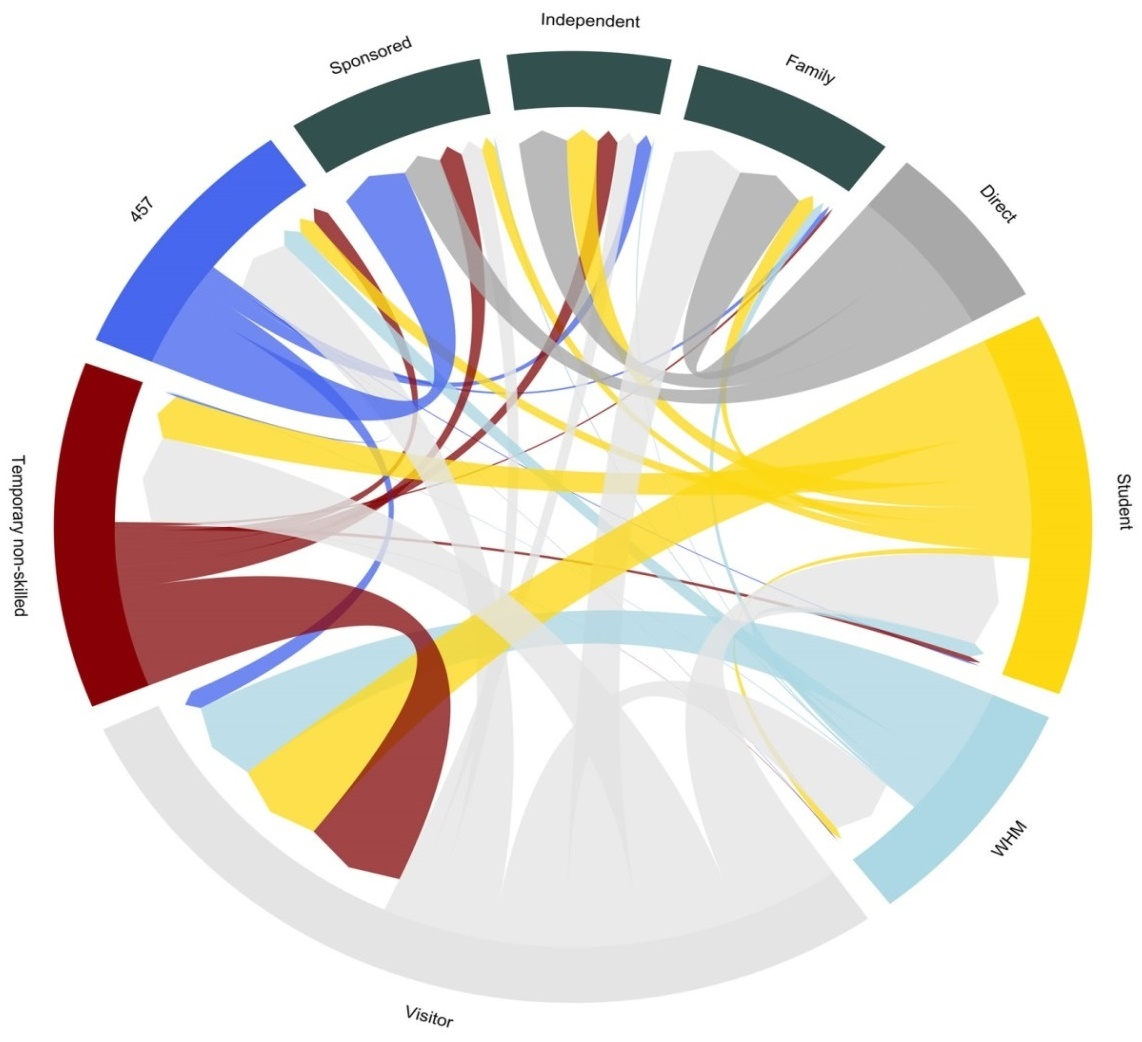 Independent
Sponsored
Family
457
Direct
Temporary non-skilled
Student
WHM
Visitor